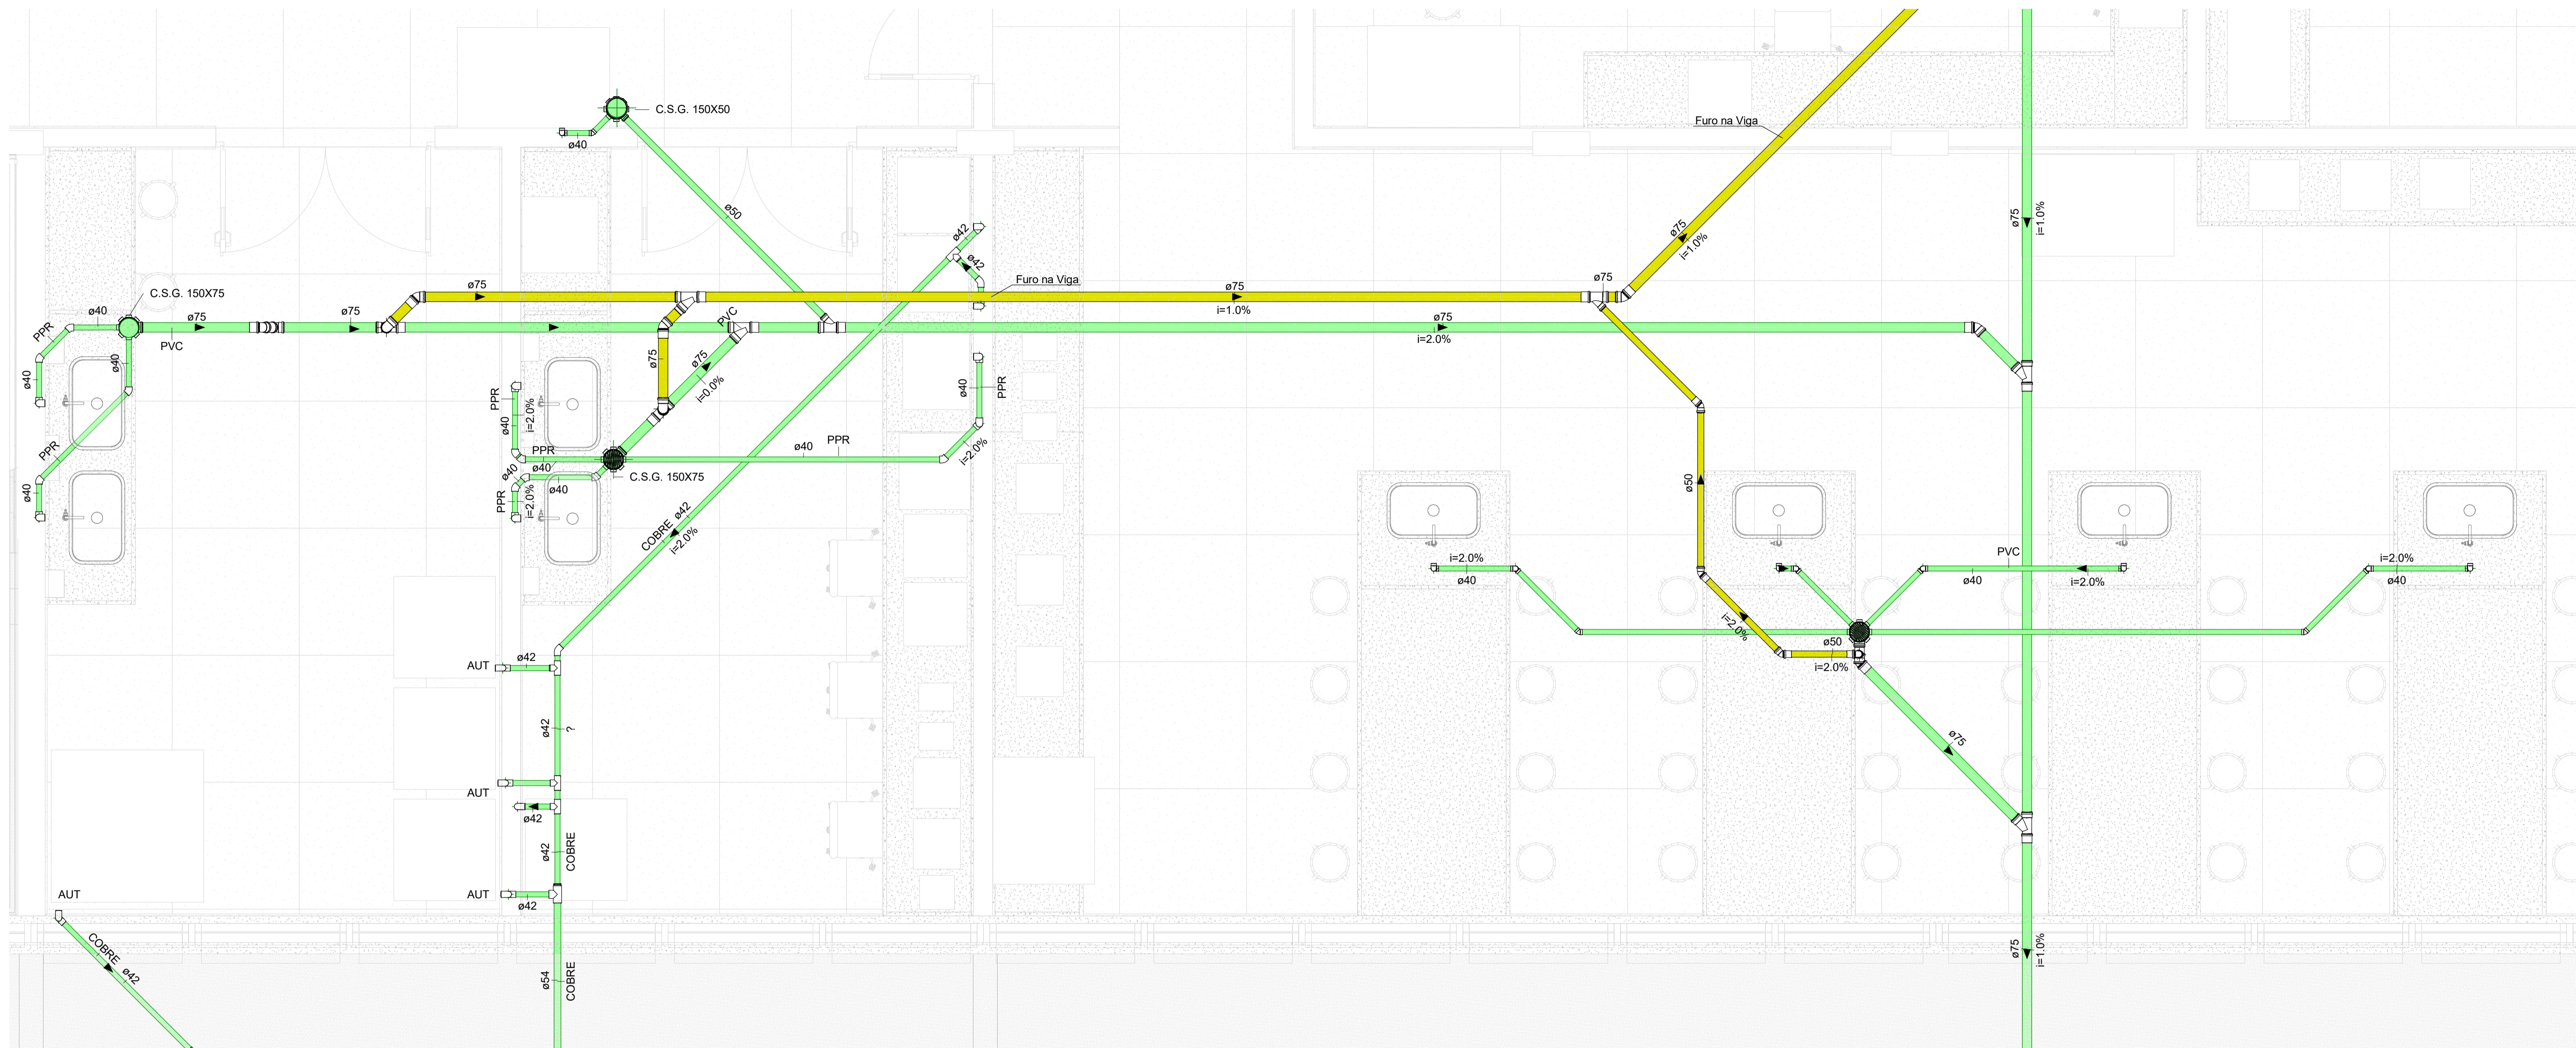 C.S.G. 150X50
ø40
Furo na Viga
ø50
ø75
i=1.0%
ø42
ø42
ø75
i=1.0%
C.S.G. 150X75
ø75
Furo na Viga
ø75
i=1.0%
ø75
PPR
ø40
ø75
PVC
ø75
PVC
ø75
i=2.0%
ø40
ø40
ø75
ø75
i=0.0%
PPR
ø40
i=2.0%
ø40
PPR
PPR
ø40
PPR
ø40
PPR
i=2.0%
ø40
ø40
ø40
PPR
i=2.0%
C.S.G. 150X75
ø50
COBRE
ø42
i=2.0%
i=2.0%
ø40
PVC
ø40
i=2.0%
i=2.0%
ø40
i=2.0%
ø50
i=2.0%
AUT
ø42
ø42
?
ø75
AUT
ø42
ø42
COBRE
AUT
AUT
ø42
COBRE
ø42
ø54
COBRE
ø75
i=1.0%